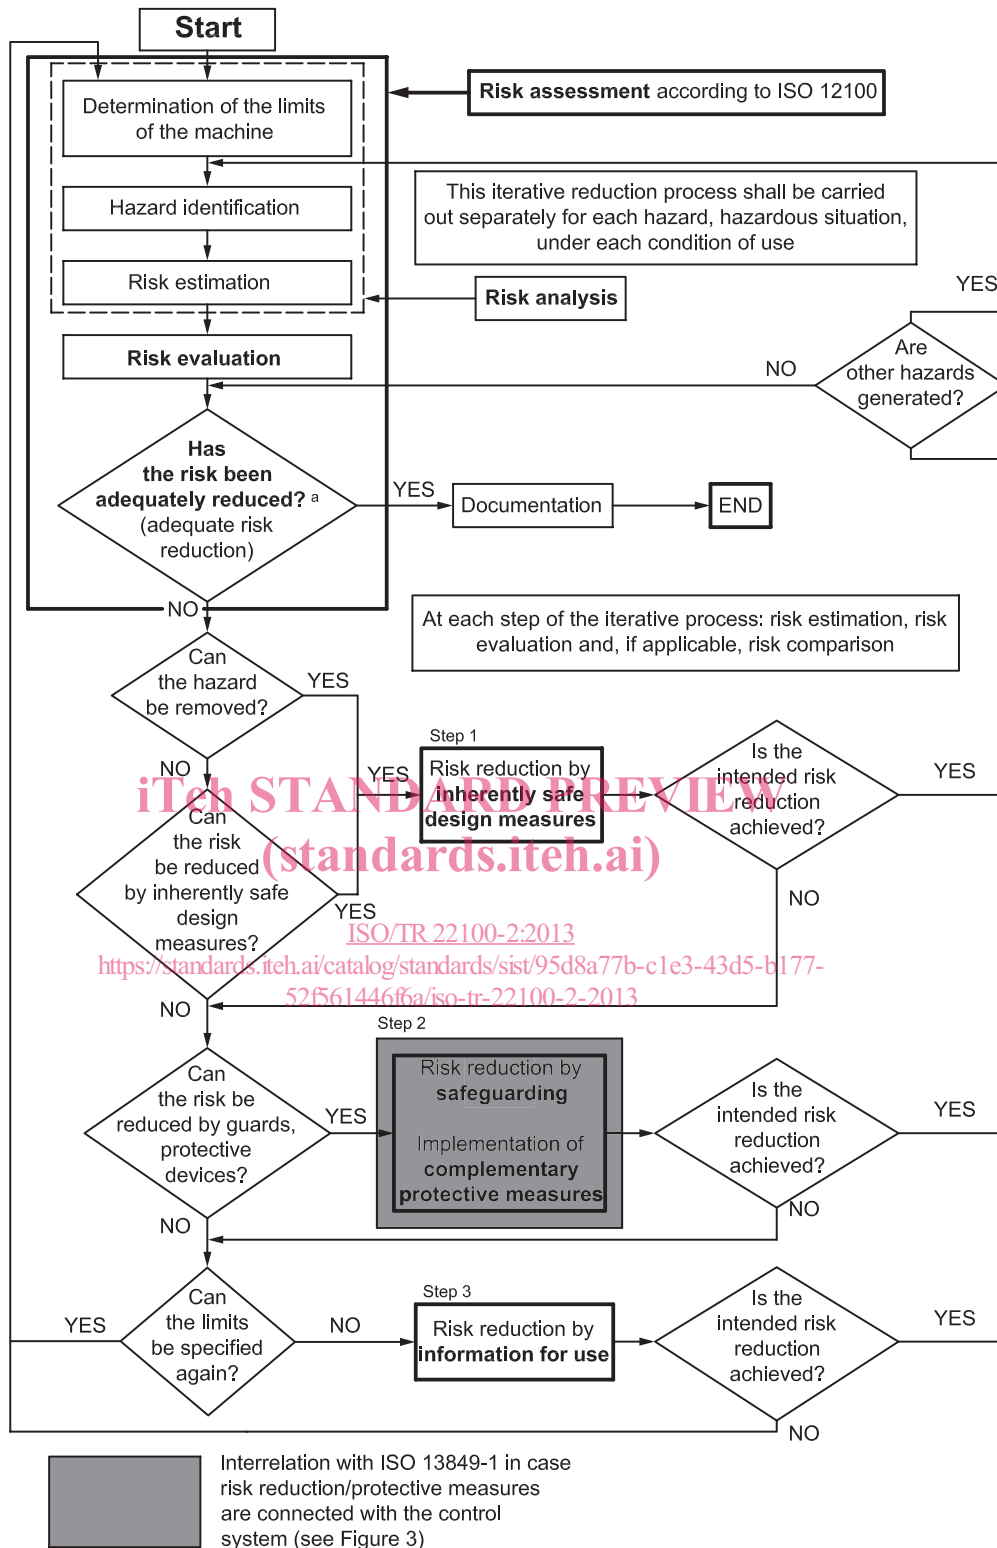 Start
Risk assessment according to ISO 12100
Determination of the limits
of the machine
This iterative reduction process shall be carried
out separately for each hazard, hazardous situation,
under each condition of use
Hazard identification
Risk estimation
Risk analysis
YES
Risk evaluation
NO
Are
other hazards
generated?
Has
the risk been
adequately reduced? a
(adequate risk
reduction)
YES
Documentation
END
NO
At each step of the iterative process: risk estimation, risk
evaluation and, if applicable, risk comparison
Can
the hazard
be removed?
YES
NO
YES
Step 1
Risk reduction by
inherently safe
design measures
Is the
intended risk
reduction
achieved?
YES
iTeh STANDARD PREVIEW
(standards.iteh.ai)
Can
the risk
be reduced
by inherently safe
design
measures?
YES
NO
ISO/TR 22100-2:2013
https://standards.iteh.ai/catalog/standards/sist/95d8a77b-c1e3-43d5-b177-
52f561446f6a/iso-tr-22100-2-2013
NO
Step 2
Can
the risk be
reduced by guards,
protective
devices?
YES
Risk reduction by
safeguarding
Implementation of
complementary
protective measures
Is the
intended risk
reduction
achieved?
YES
NO
NO
Can
the limits
be specified
again?
YES
NO
Step 3
Risk reduction by
information for use
Is the
intended risk
reduction
achieved?
YES
NO
Interrelation with ISO 13849-1 in case
risk reduction/protective measures
are connected with the control
system (see Figure 3)